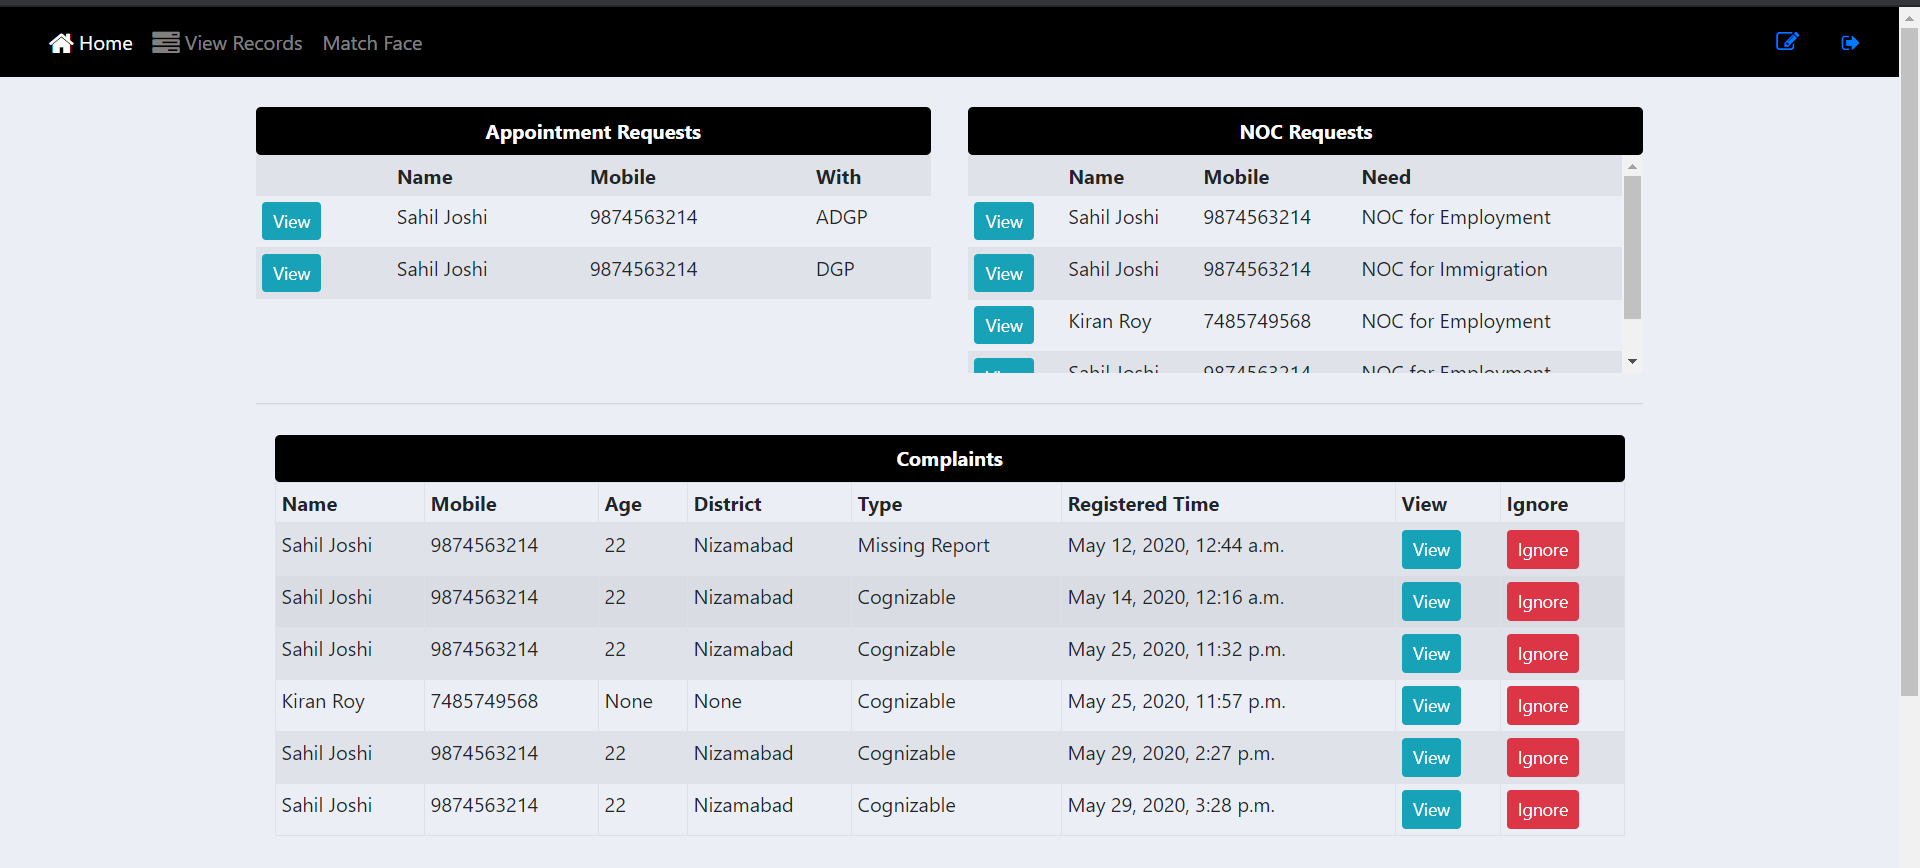 Home View Records Match Face
Appointment Requests
Name Mobile With
View Sahil Joshi 9874563214 ADGP
View Sahil Joshi 9874563214 DGP
NOC Requests
Name Mobile Need
View Sahil Joshi 9874563214 NOC for Employment
View Sahil Joshi 9874563214 NOC for Immigration
View Kiran Roy 7485749568 NOC for Employment
View Sahil Joshi 9874563214 NOC for Employment
Complaints
Name Mobile Age District Type Registered Time View Ignore
Sahil Joshi 9874563214 22 Nizamabad Missing Report May 12, 2020, 12:44 a.m. View Ignore
Sahil Joshi 9874563214 22 Nizamabad Cognizable May 14, 2020, 12:16 a.m. View Ignore
Sahil Joshi 9874563214 22 Nizamabad Cognizable May 25, 2020, 11:32 p.m. View Ignore
Kiran Roy 7485749568 None None Cognizable May 25, 2020, 11:57 p.m. View Ignore
Sahil Joshi 9874563214 22 Nizamabad Cognizable May 29, 2020, 2:27 p.m. View Ignore
Sahil Joshi 9874563214 22 Nizamabad Cognizable May 29, 2020, 3:28 p.m. View Ignore